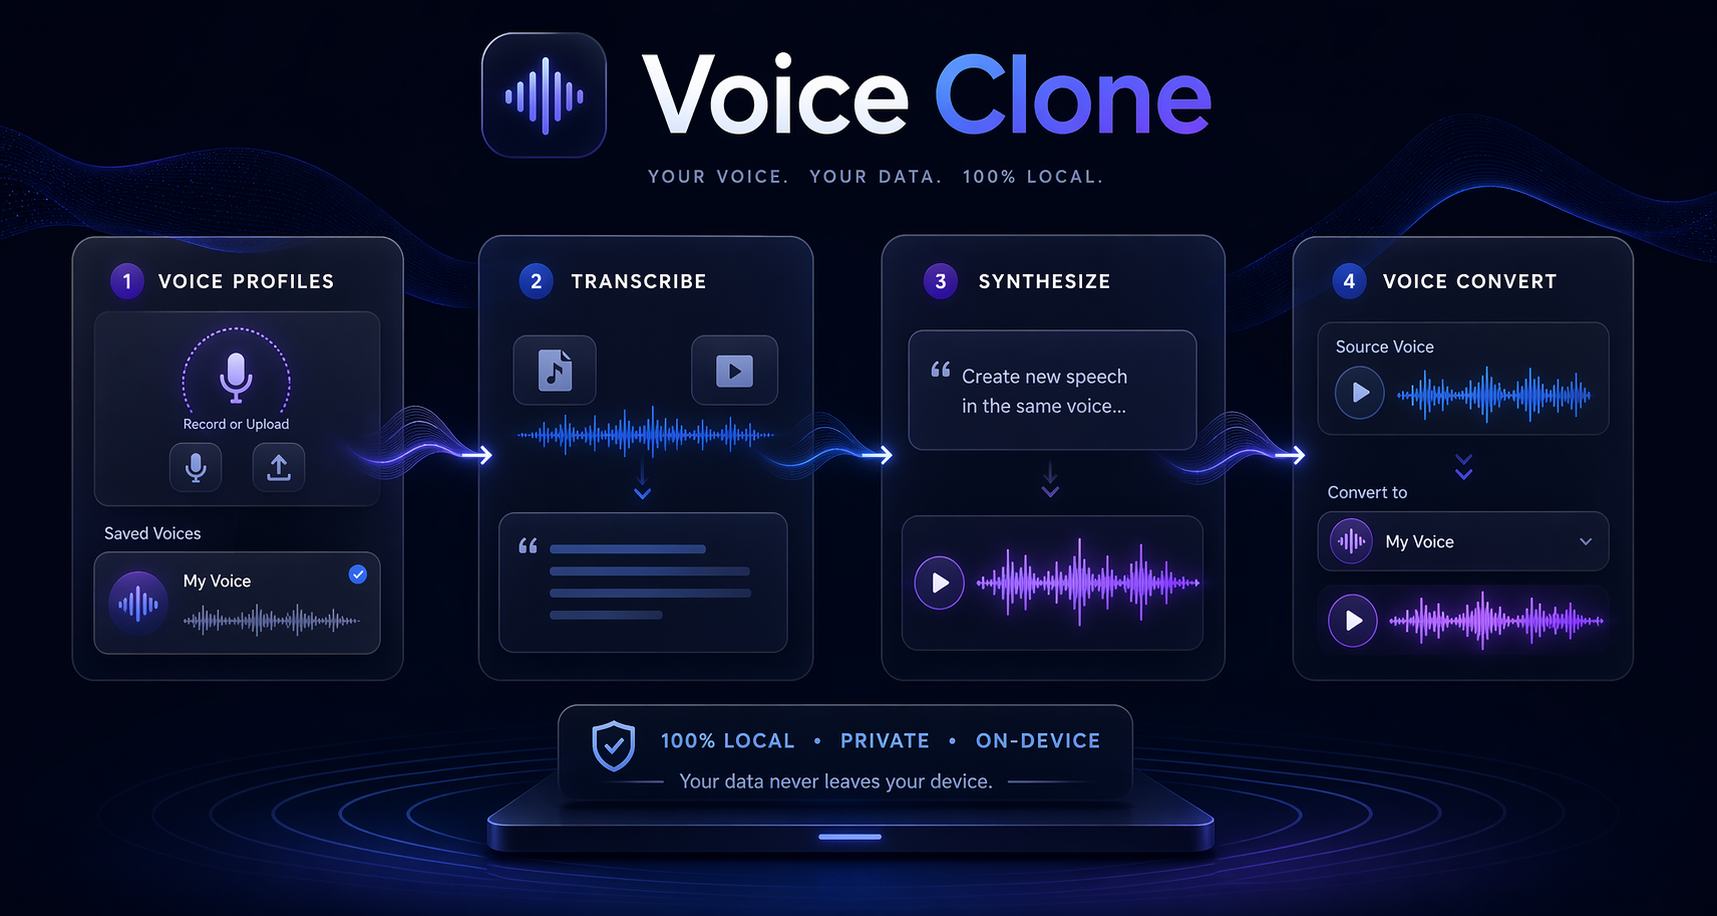 Voice Clone
YOUR VOICE. YOUR DATA. 100% LOCAL.
1 VOICE PROFILES
Record or Upload
Saved Voices
My Voice
2 TRANSCRIBE
“
3 SYNTHESIZE
“ Create new speech
in the same voice...
4 VOICE CONVERT
Source Voice
Convert to
My Voice
100% LOCAL • PRIVATE • ON-DEVICE
Your data never leaves your device.